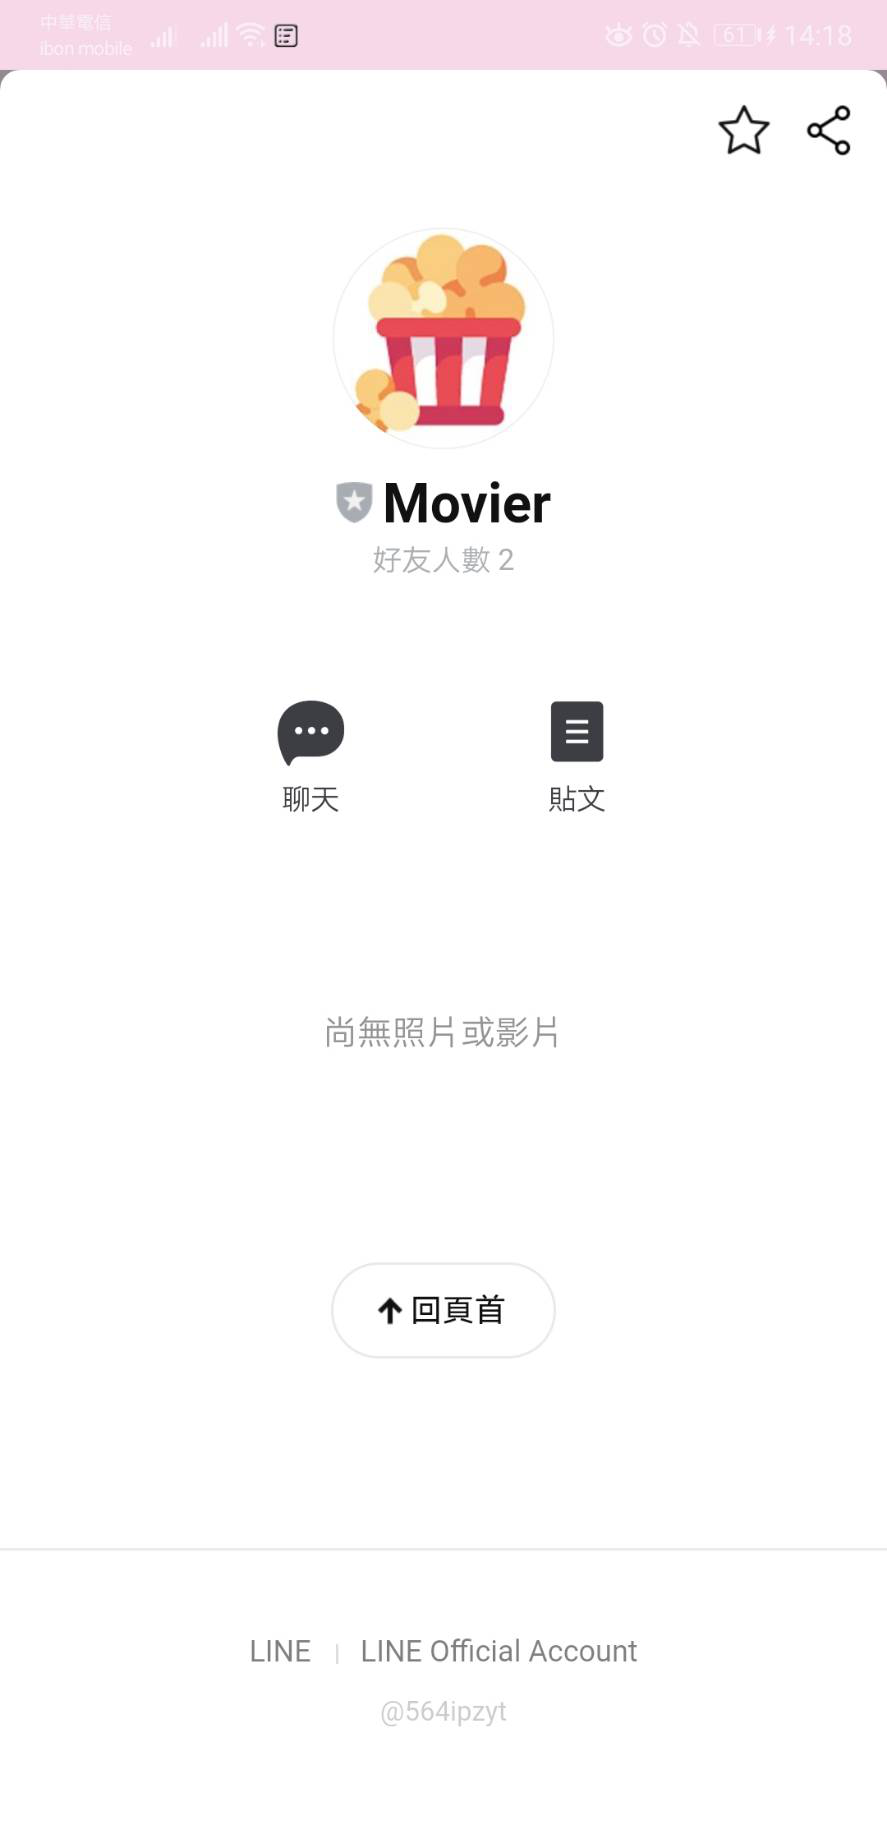 中華電信
ibon mobile
61 14:18
Movier
好友人數 2
聊天
貼文
尚無照片或影片
回頁首
LINE | LINE Official Account
@564ipzyt